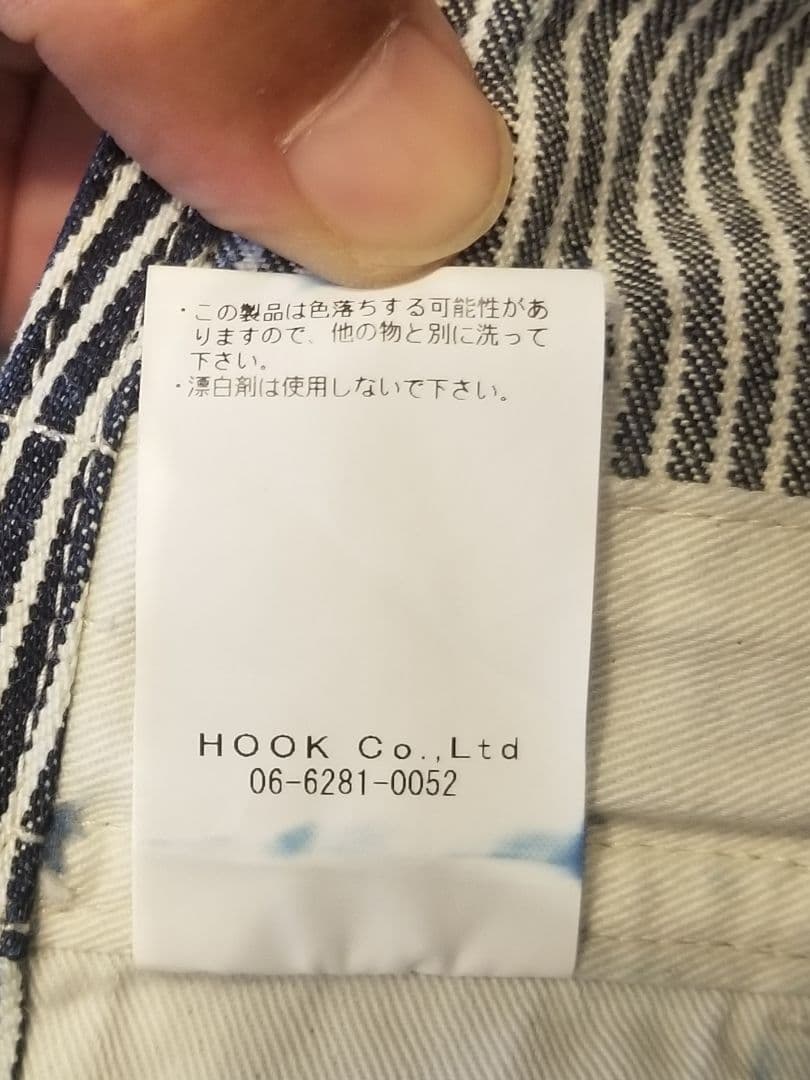 ・この製品は色落ちする可能性があ
りますので、他の物と別に洗って
下さい。
・漂白剤は使用しないで下さい。
HOOK Co.,Ltd
06-6281-0052